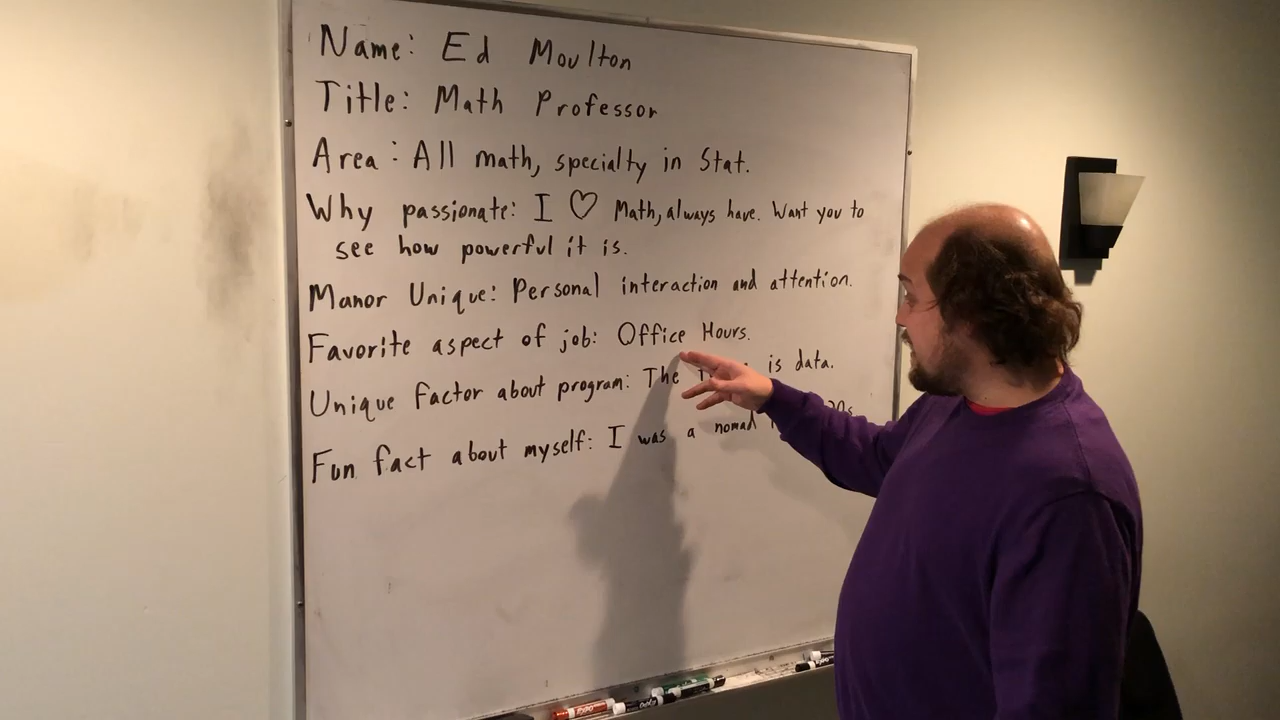 Name: Ed Moulton
Title: Math Professor
Area: All math, specialty in Stat.
Why passionate: I ♡ Math, always have. Want you to
see how powerful it is.
Manor Unique: Personal interaction and attention.
Favorite aspect of job: Office Hours.
Unique factor about program: The is data.
Fun fact about myself: I was a nomad 20s
EXPO